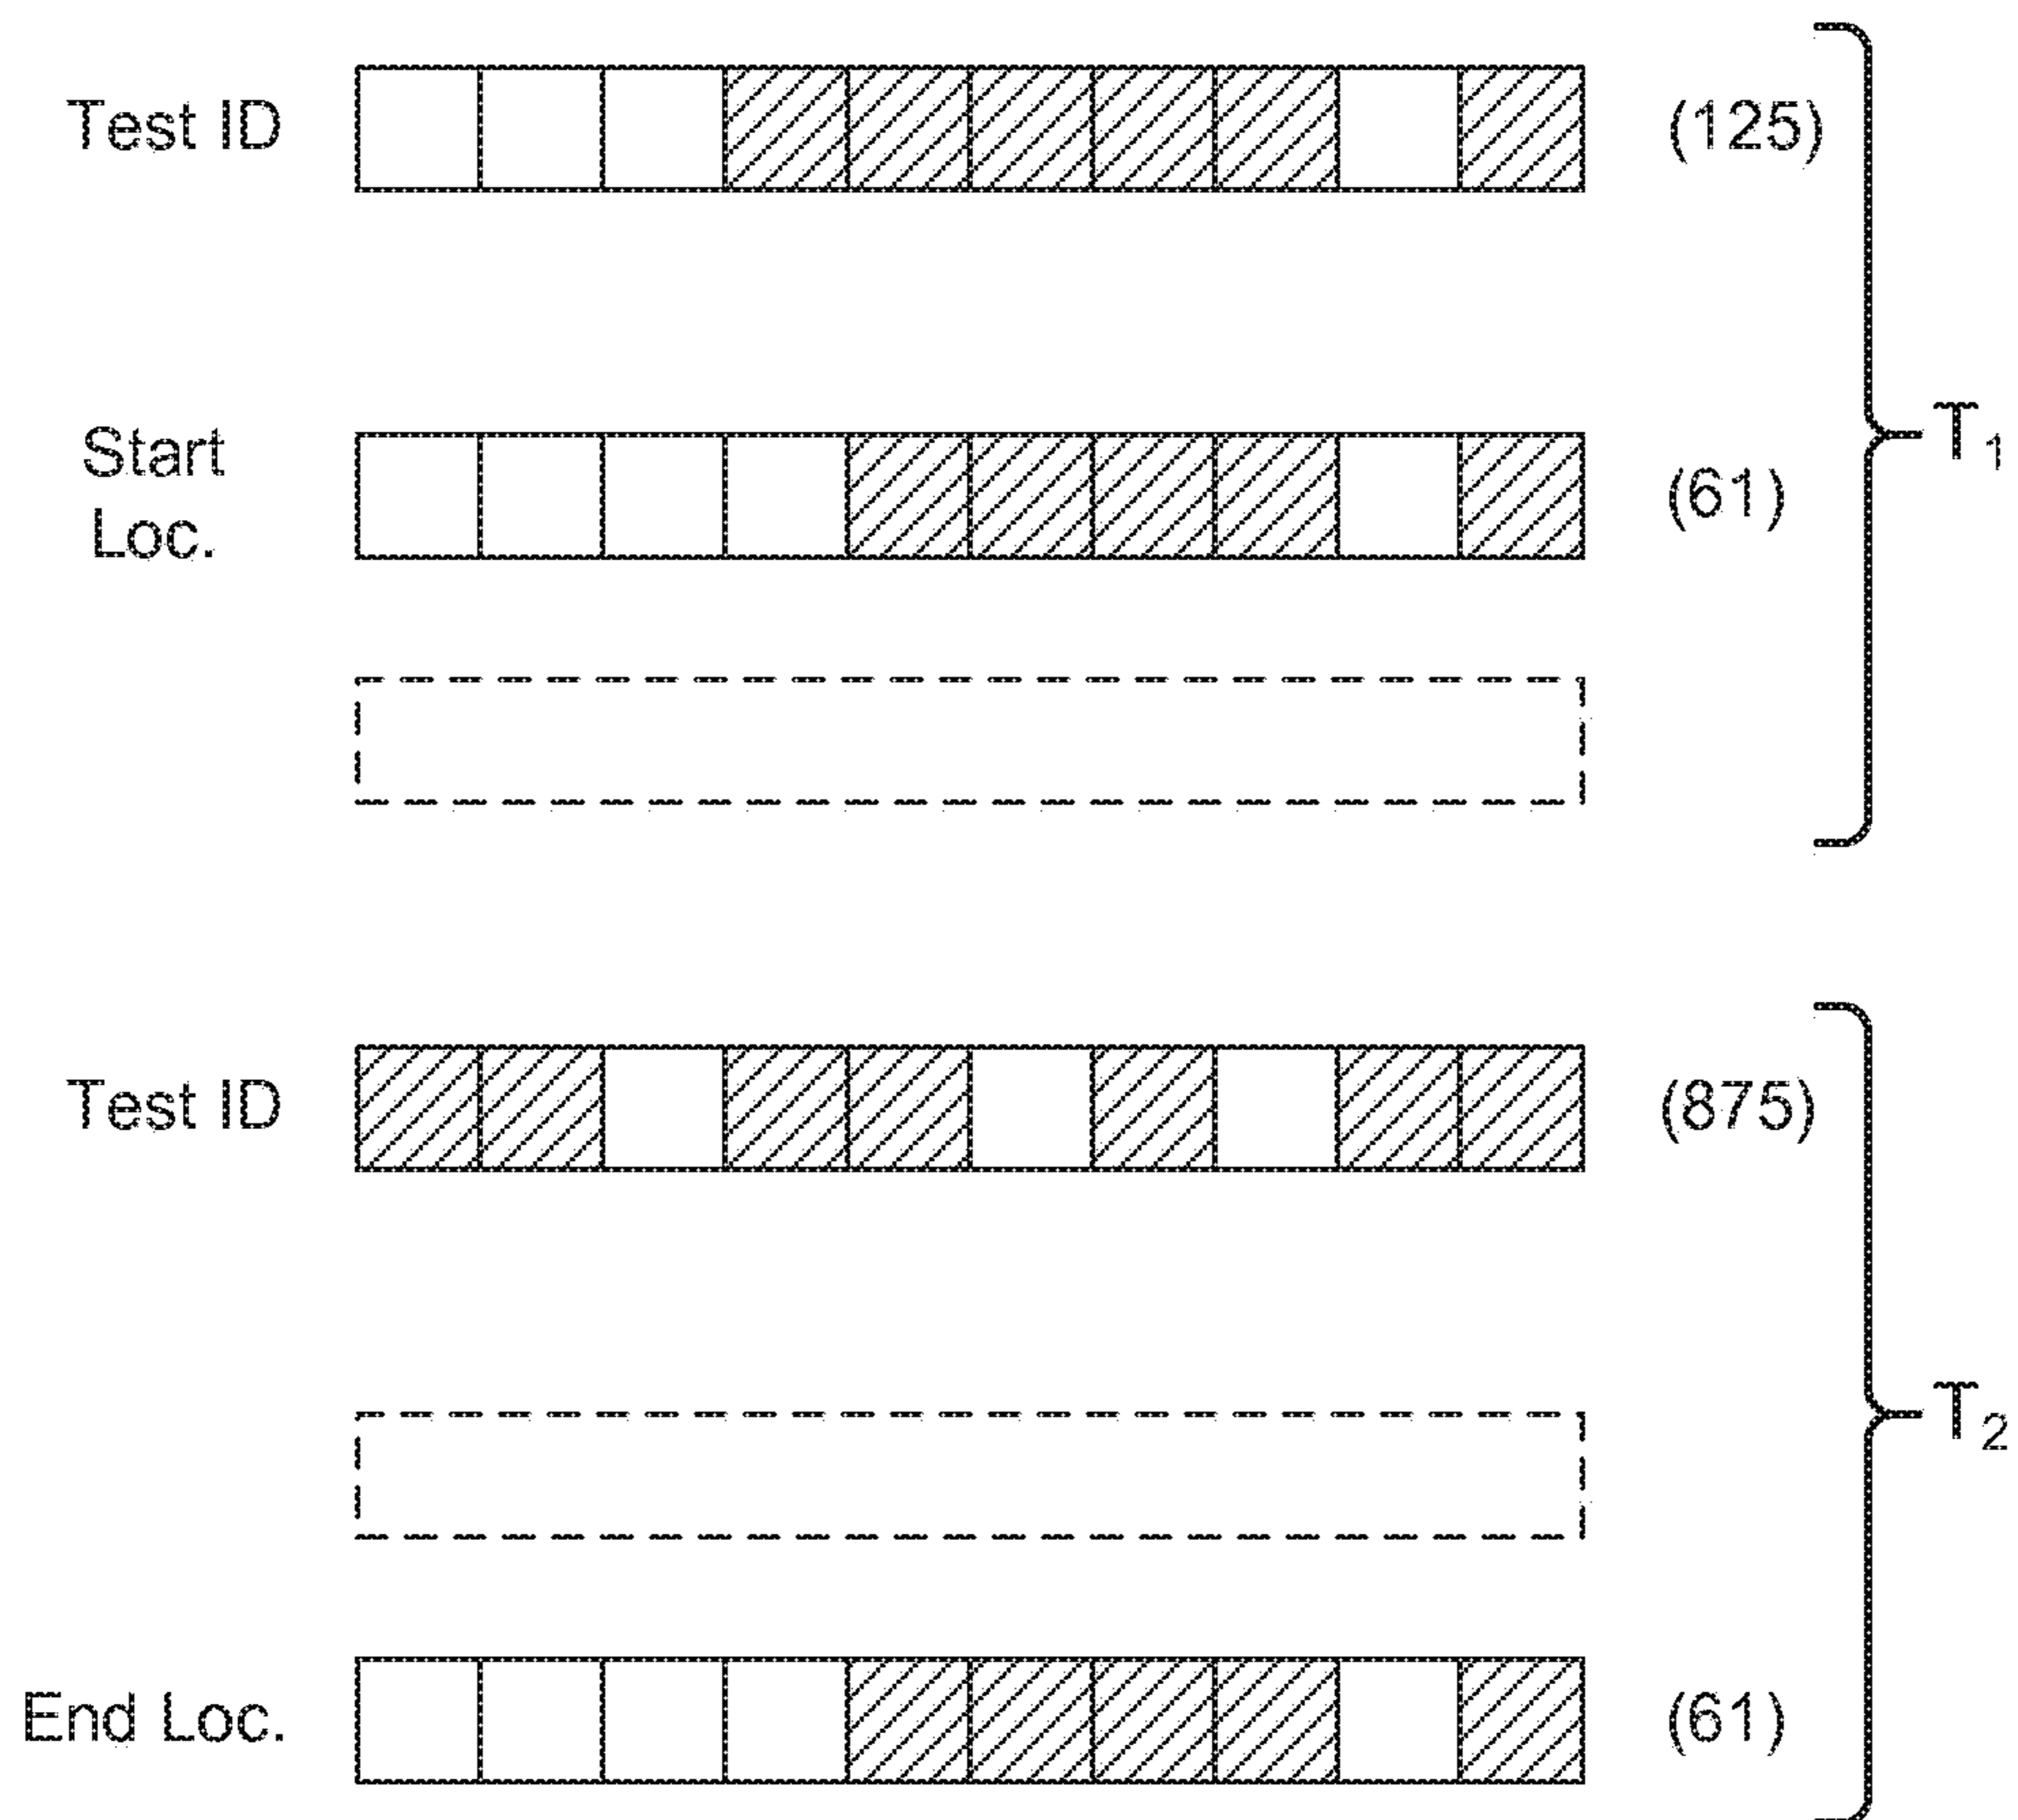 Test ID (125)
Start
Loc. (61)
T1
Test ID (875)
T2
End Loc. (61)